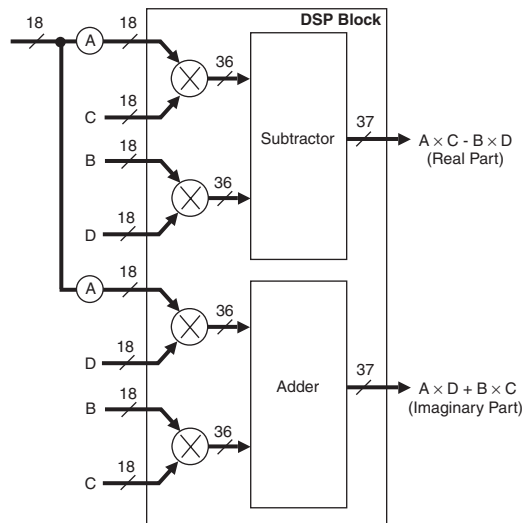 DSP Block
18
A
18
18
C
36
Subtractor
37
A × C - B × D
(Real Part)
18
B
18
D
36
18
A
18
D
36
Adder
37
A × D + B × C
(Imaginary Part)
18
B
18
C
36